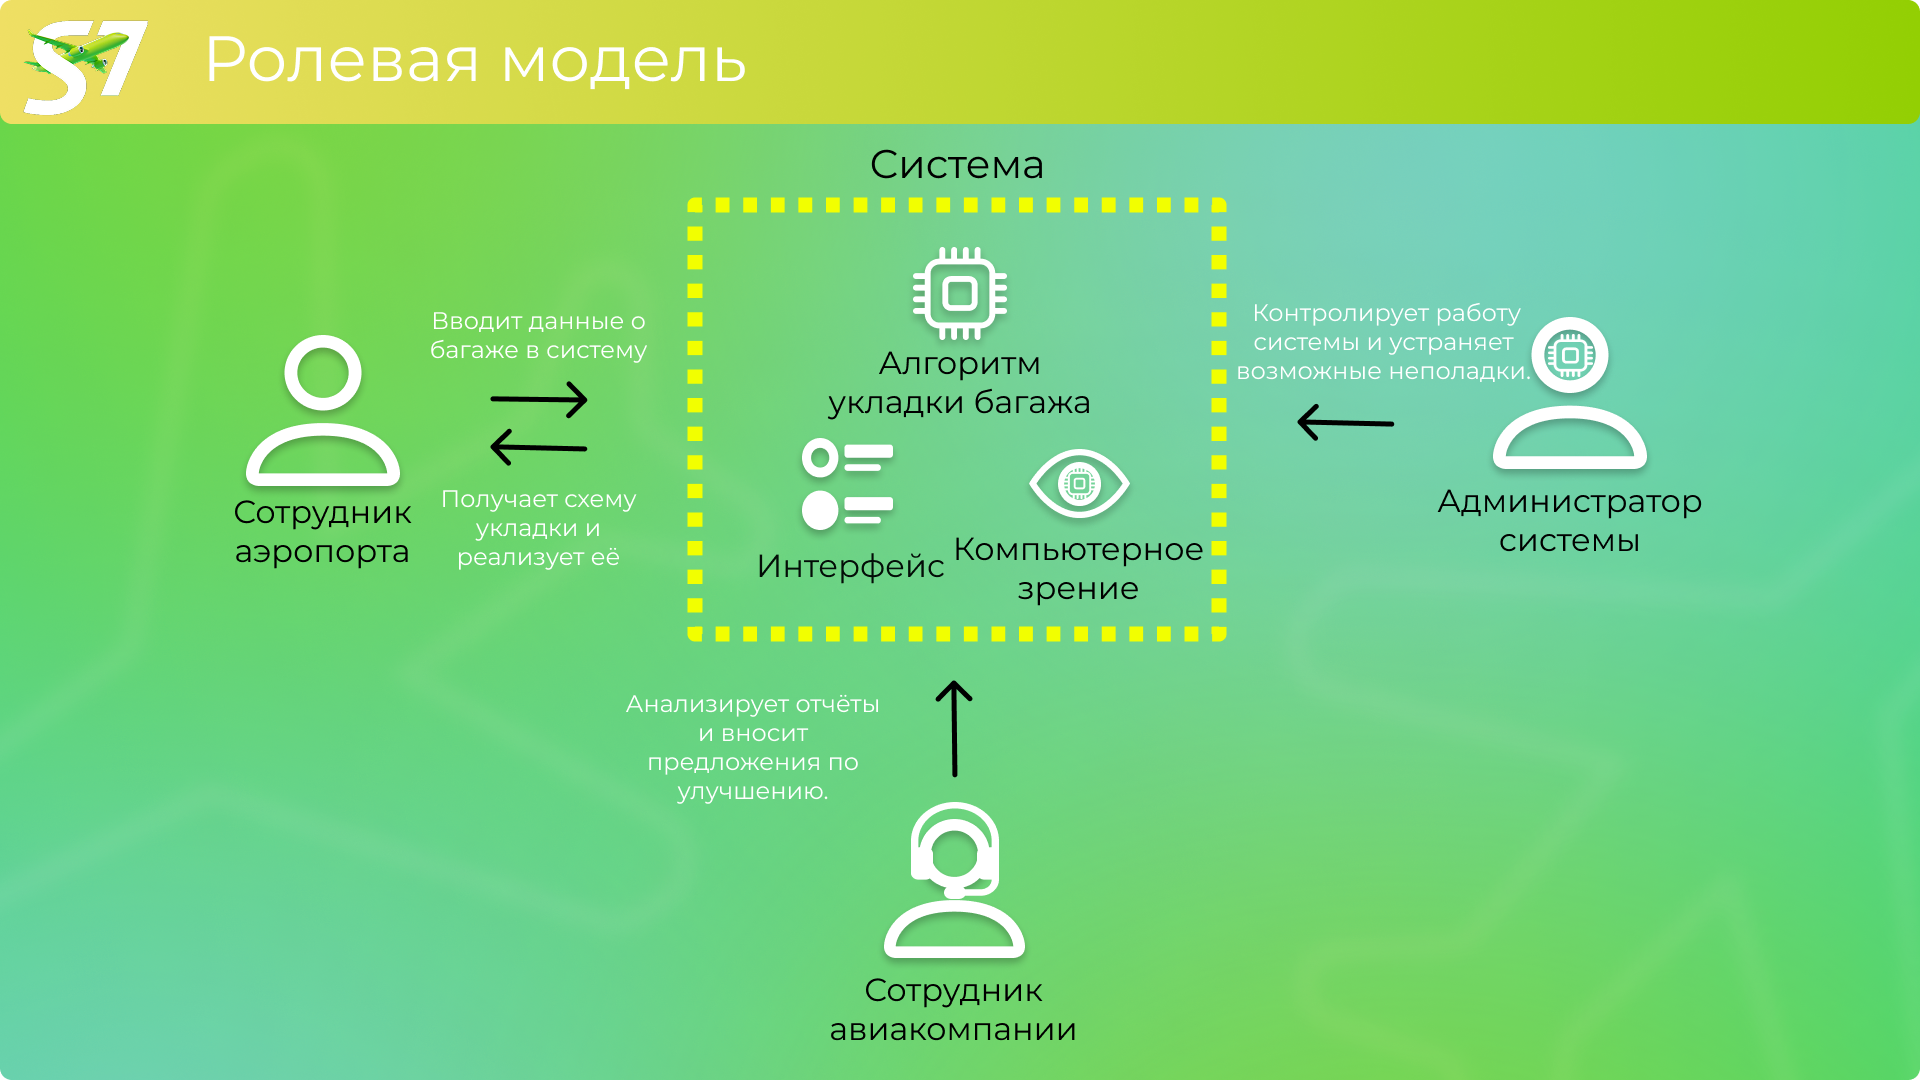 S7
Ролевая модель
Система
Вводит данные о
багаже в систему
Получает схему
укладки и
реализует её
Сотрудник
аэропорта
Алгоритм
укладки багажа
Интерфейс
Компьютерное
зрение
Контролирует работу
системы и устраняет
возможные неполадки.
Администратор
системы
Анализирует отчёты
и вносит
предложения по
улучшению.
Сотрудник
авиакомпании